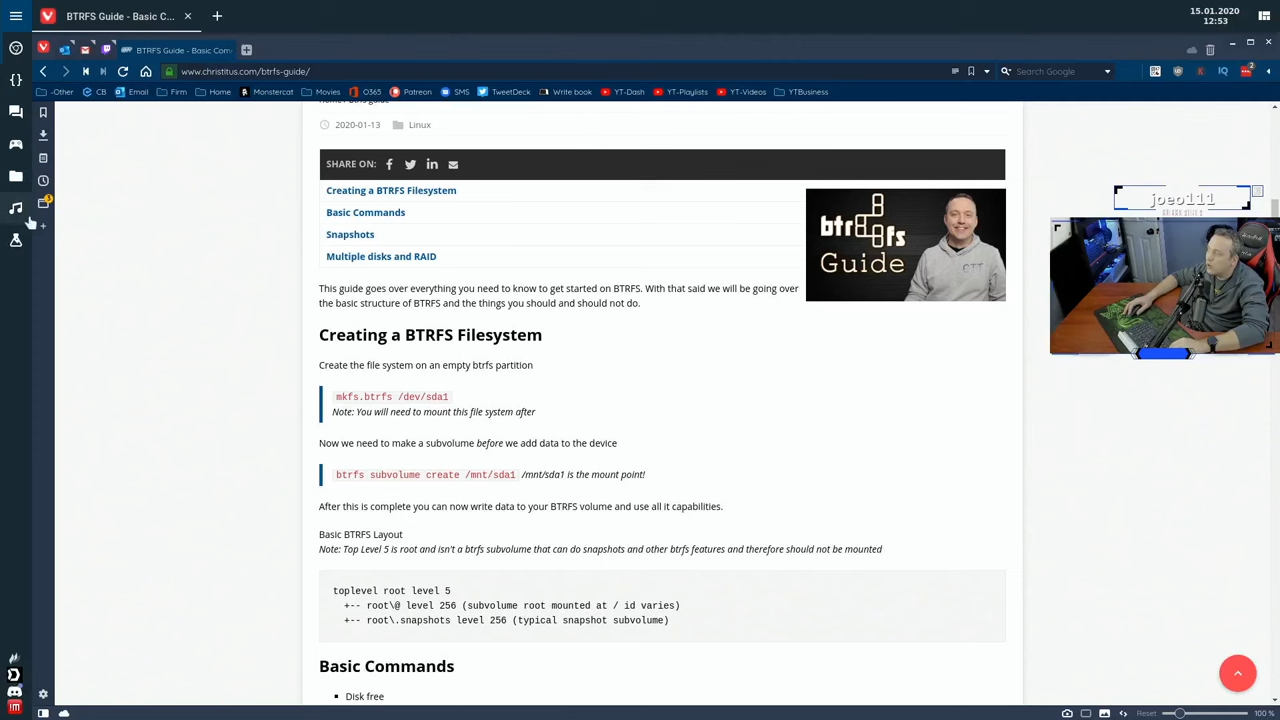 BTRFS Guide - Basic C...
15.01.2020
12:53
BTRFS Guide - Basic Com
www.christitus.com/btrfs-guide/
Search Google
2
-Other
CB
Email
Firm
Home
Monstercat
Movies
O365
Patreon
SMS
TweetDeck
Write book
YT-Dash
YT-Playlists
YT-Videos
YTBusiness
2020-01-13
Linux
SHARE ON:
Creating a BTRFS Filesystem
Basic Commands
Snapshots
Multiple disks and RAID
btrfs
Guide
CTT
joeo111
3
This guide goes over everything you need to know to get started on BTRFS. With that said we will be going over
the basic structure of BTRFS and the things you should and should not do.
Creating a BTRFS Filesystem
Create the file system on an empty btrfs partition
mkfs.btrfs /dev/sda1
Note: You will need to mount this file system after
Now we need to make a subvolume before we add data to the device
btrfs subvolume create /mnt/sda1 /mnt/sda1 is the mount point!
After this is complete you can now write data to your BTRFS volume and use all it capabilities.
Basic BTRFS Layout
Note: Top Level 5 is root and isn't a btrfs subvolume that can do snapshots and other btrfs features and therefore should not be mounted
toplevel root level 5
+-- root\@ level 256 (subvolume root mounted at / id varies)
+-- root\.snapshots level 256 (typical snapshot subvolume)
Basic Commands
Disk free
Reset
100 %